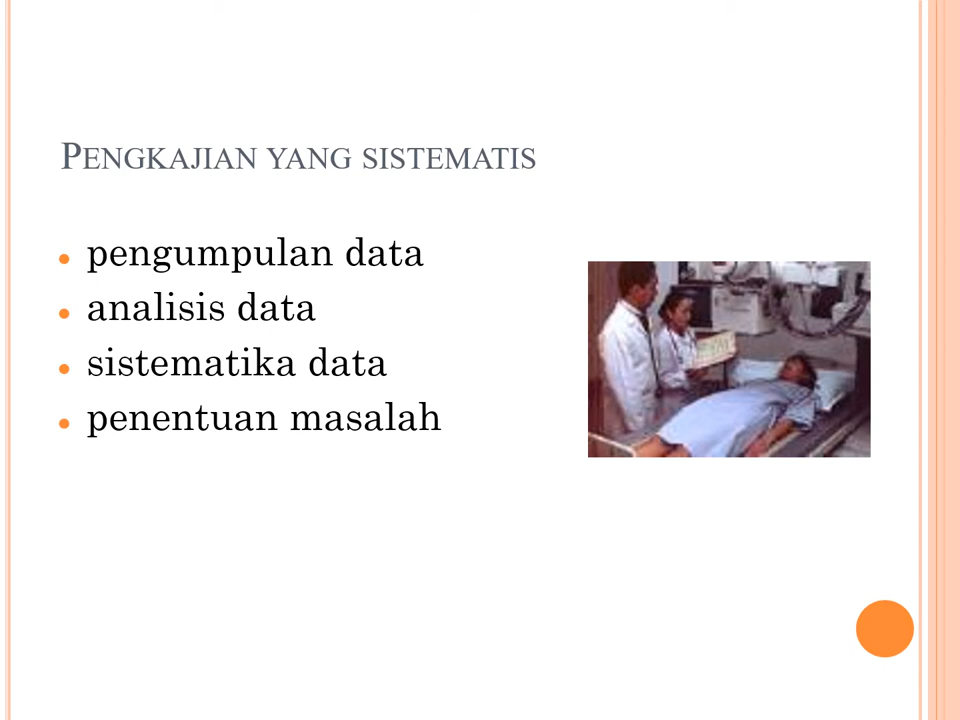 Pengkajian yang sistematis
pengumpulan data
analisis data
sistematika data
penentuan masalah